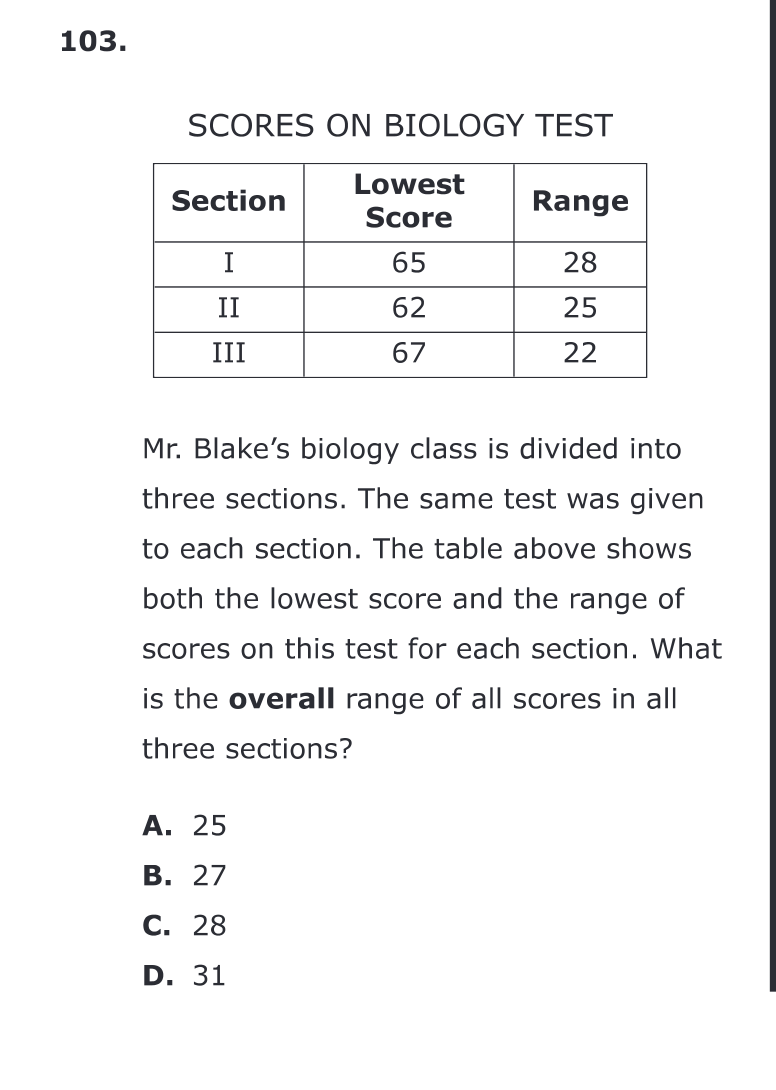 103.
SCORES ON BIOLOGY TEST
Section Lowest Score Range
I 65 28
II 62 25
III 67 22
Mr. Blake’s biology class is divided into
three sections. The same test was given
to each section. The table above shows
both the lowest score and the range of
scores on this test for each section. What
is the overall range of all scores in all
three sections?
A. 25
B. 27
C. 28
D. 31